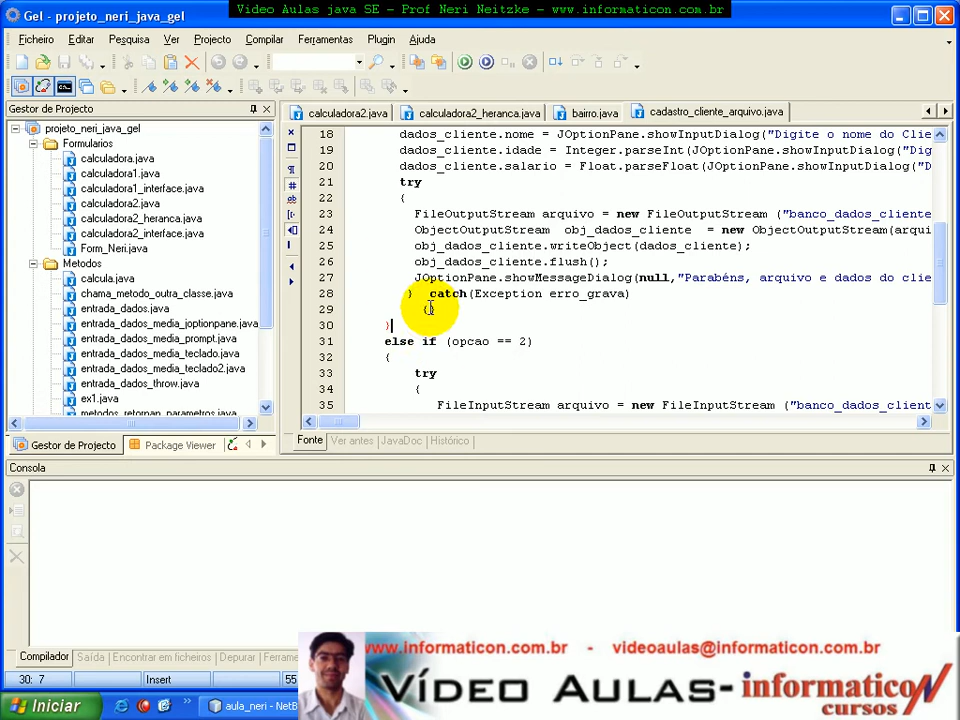 Video Aulas java SE - Prof Neri Neitzke - www.informaticon.com.br
Gel - projeto_neri_java_gel
Ficheiro Editar Pesquisa Ver Projecto Compilar Ferramentas Plugin Ajuda
Gestor de Projecto
calculadora2.java calculadora2_heranca.java bairro.java cadastro_cliente_arquivo.java
projeto_neri_java_gel
Formularios
calculadora.java
calculadora1.java
calculadora1_interface.java
calculadora2.java
calculadora2_heranca.java
calculadora2_interface.java
Form_Neri.java
Metodos
calcula.java
chama_metodo_outra_classe.java
entrada_dados.java
entrada_dados_media_joptionpane.java
entrada_dados_media_prompt.java
entrada_dados_media_teclado.java
entrada_dados_media_teclado2.java
entrada_dados_throw.java
ex1.java
metodos_retornan_parametros.java
18 dados_cliente.nome = JOptionPane.showInputDialog("Digite o nome do Clie
19 dados_cliente.idade = Integer.parseInt(JOptionPane.showInputDialog("Dig
20 dados_cliente.salario = Float.parseFloat(JOptionPane.showInputDialog("D
21 try
22 {
23 FileOutputStream arquivo = new FileOutputStream ("banco_dados_cliente
24 ObjectOutputStream obj_dados_cliente = new ObjectOutputStream(arqui
25 obj_dados_cliente.writeObject(dados_cliente);
26 obj_dados_cliente.flush();
27 JOptionPane.showMessageDialog(null,"Parabéns, arquivo e dados do clie
28 } catch(Exception erro_grava)
29 {}
30 }
31 else if (opcao == 2)
32 {
33 try
34 {
35 FileInputStream arquivo = new FileInputStream ("banco_dados_client
Gestor de Projecto Package Viewer
Fonte Ver antes JavaDoc Histórico
Consola
Compilador Saída Encontrar em ficheiros Depurar Ferrame
30: 7 Insert 55
Iniciar aula_neri - NetB
www.informaticon.com.br - videoaulas@informaticon.com.br
VÍDEO AULAS- informaticon
cursos